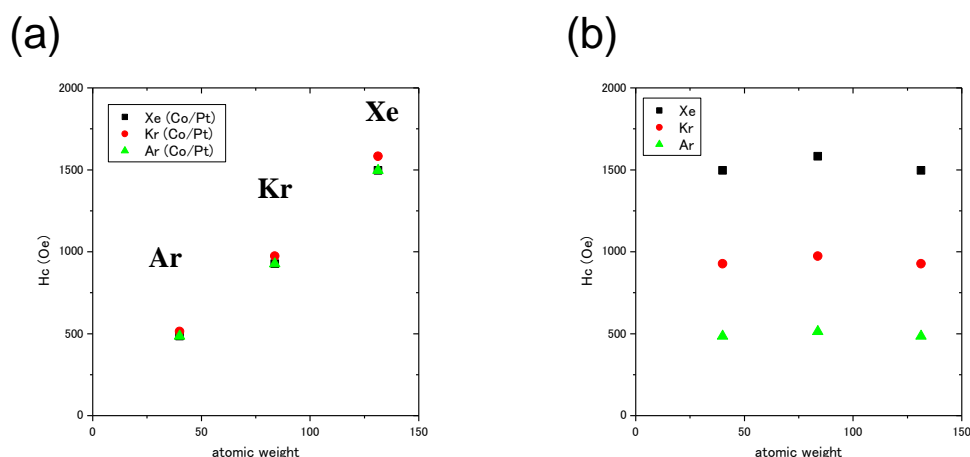 (a)
2000
1500
1000
500
0
0
50
100
150
Hc (Oe)
atomic weight
Xe (Co/Pt)
Kr (Co/Pt)
Ar (Co/Pt)
Xe
Kr
Ar
(b)
2000
1500
1000
500
0
0
50
100
150
Hc (Oe)
atomic weight
Xe
Kr
Ar